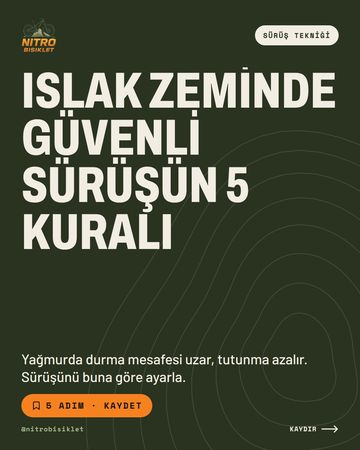 NITRO
BISIKLET
SÜRÜŞ TEKNİĞİ
ISLAK ZEMİNDE
GÜVENLİ
SÜRÜŞÜN 5
KURALI
Yağmurda durma mesafesi uzar, tutunma azalır.
Sürüşünü buna göre ayarla.
5 ADIM · KAYDET
@nitrobisiklet
KAYDIR